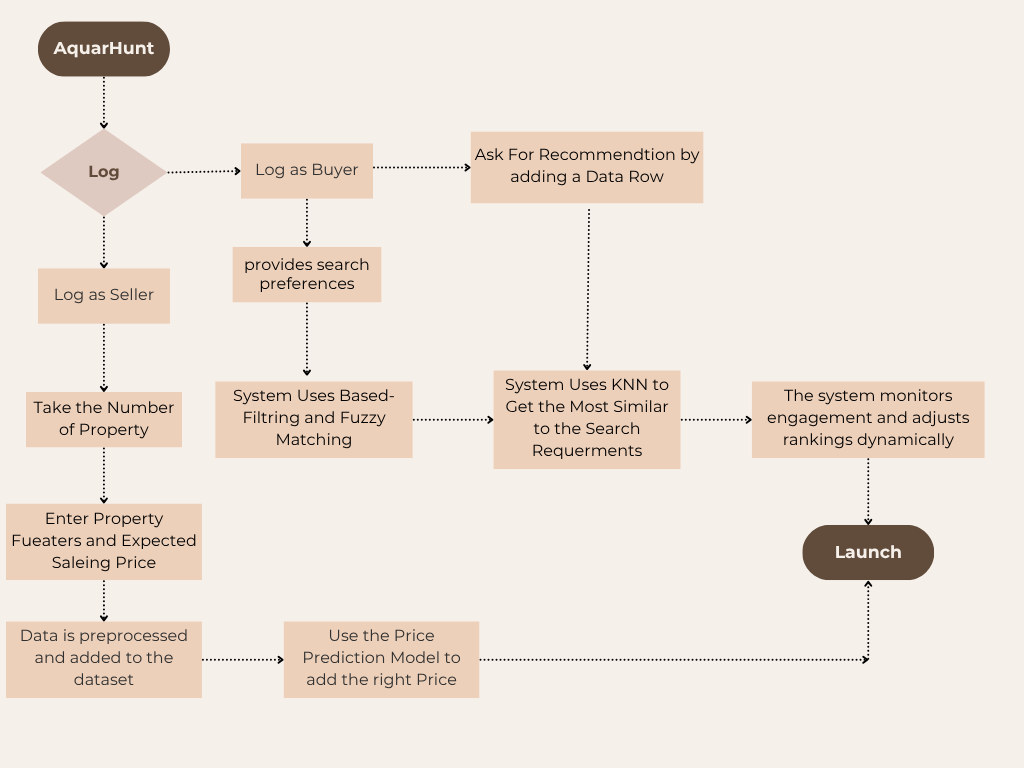 AquarHunt
Log
Log as Buyer
Ask For Recommendtion by
adding a Data Row
provides search
preferences
Log as Seller
Take the Number
of Property
System Uses Based-
Filtring and Fuzzy
Matching
System Uses KNN to
Get the Most Similar
to the Search
Requerments
The system monitors
engagement and adjusts
rankings dynamically
Enter Property
Fueaters and Expected
Saleing Price
Launch
Data is preprocessed
and added to the
dataset
Use the Price
Prediction Model to
add the right Price